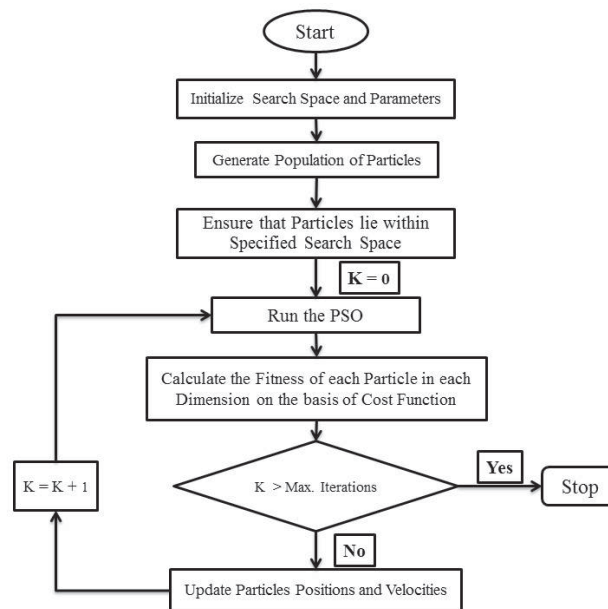 Start
Initialize Search Space and Parameters
Generate Population of Particles
Ensure that Particles lie within
Specified Search Space
K = 0
Run the PSO
Calculate the Fitness of each Particle in each
Dimension on the basis of Cost Function
K > Max. Iterations
Yes
Stop
No
Update Particles Positions and Velocities
K = K + 1